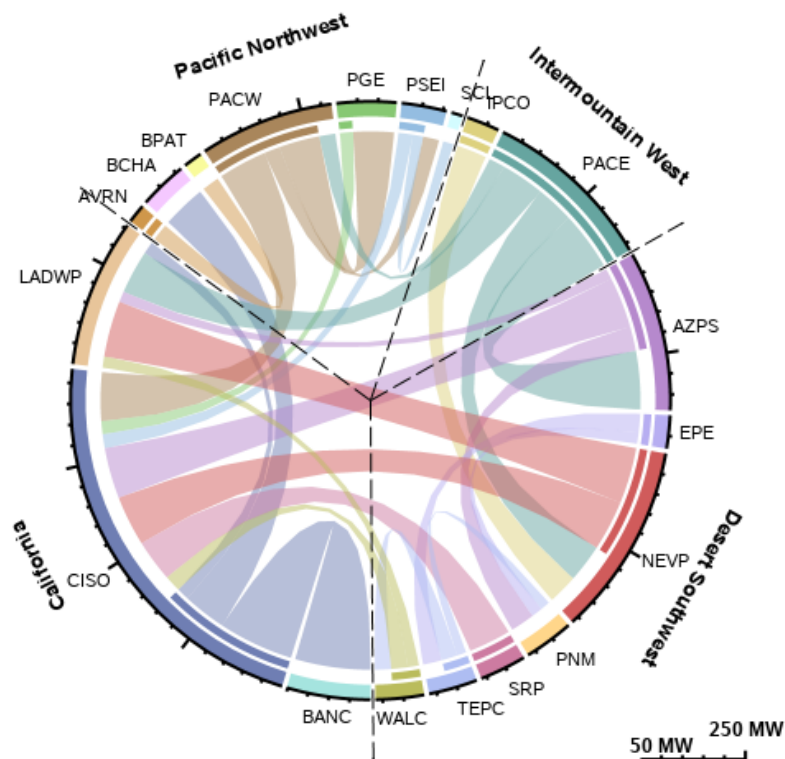 Pacific Northwest
Intermountain West
PGE
PSEI
SCL
IPCO
PACW
BPAT
BCHA
PACE
AVRN
LADWP
AZPS
EPE
California
CISO
NEVP
Desert Southwest
PNM
SRP
TEPC
BANC
WALC
250 MW
50 MW